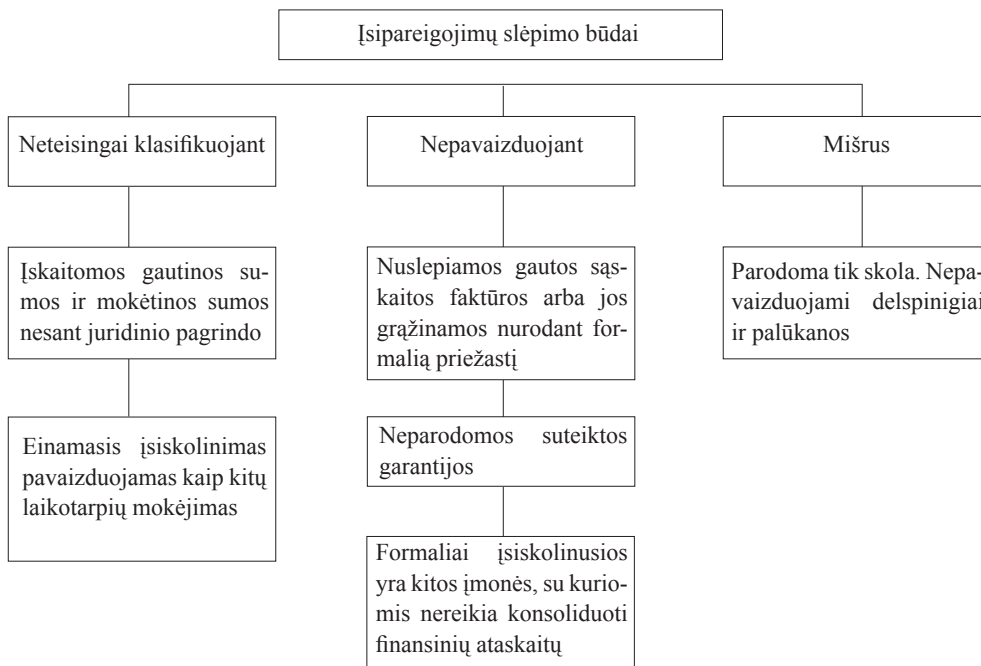 Įsipareigojimų slėpimo būdai
Neteisingai klasifikuojant
Įskaitomos gautinos su-
mos ir mokėtinos sumos
nesant juridinio pagrindo
Einamasis įsiskolinimas
pavaizduojamas kaip kitų
laikotarpių mokėjimas
Nepavaizduojant
Nuslepiamos gautos sąs-
kaitos faktūros arba jos
grąžinamos nurodant for-
malią priežastį
Neparodomos suteiktos
garantijos
Formaliai įsiskolinusios
yra kitos įmonės, su kurio-
mis nereikia konsoliduoti
finansinių ataskaitų
Mišrus
Parodoma tik skola. Nepa-
vaizduojami delspinigiai
ir palūkanos